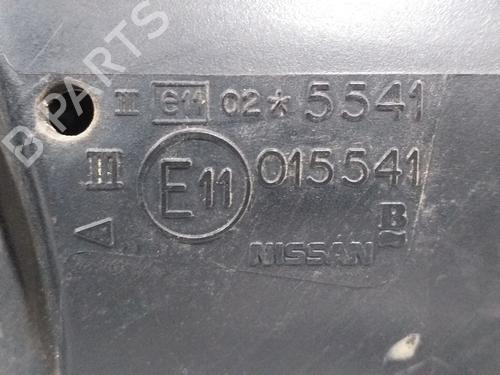 B PARTS
II e11 02*5541
III E11 015541
B
NISSAN